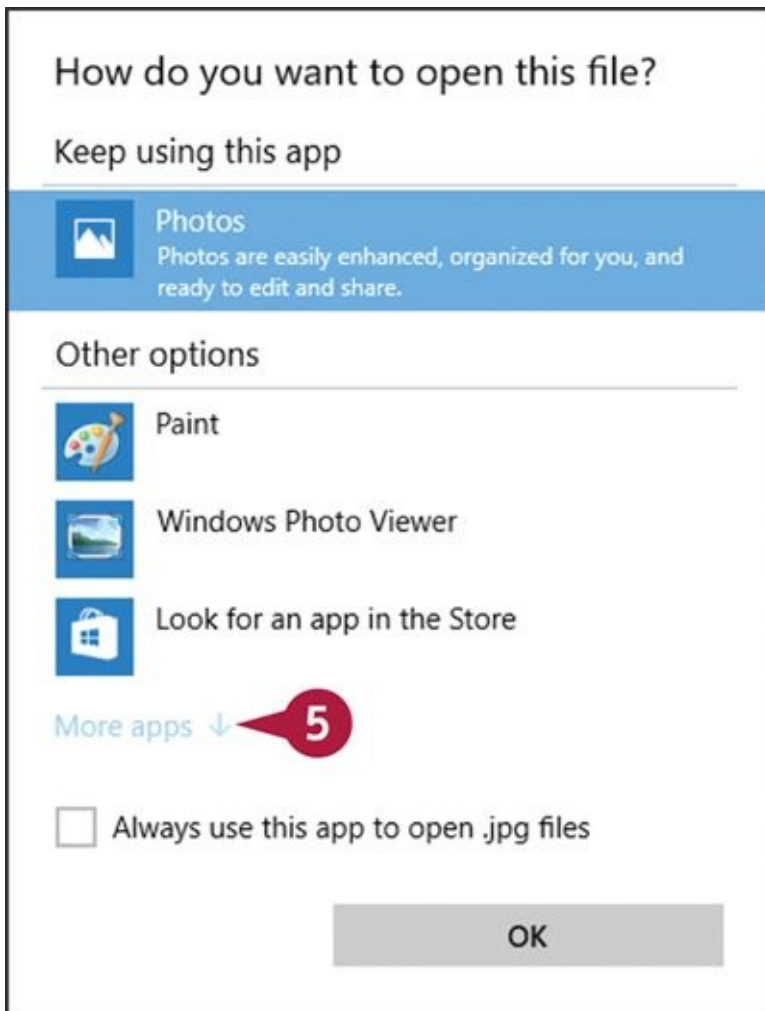 How do you want to open this file?
Keep using this app
Photos
Photos are easily enhanced, organized for you, and
ready to edit and share.
Other options
Paint
Windows Photo Viewer
Look for an app in the Store
More apps ↓
5
Always use this app to open .jpg files
OK